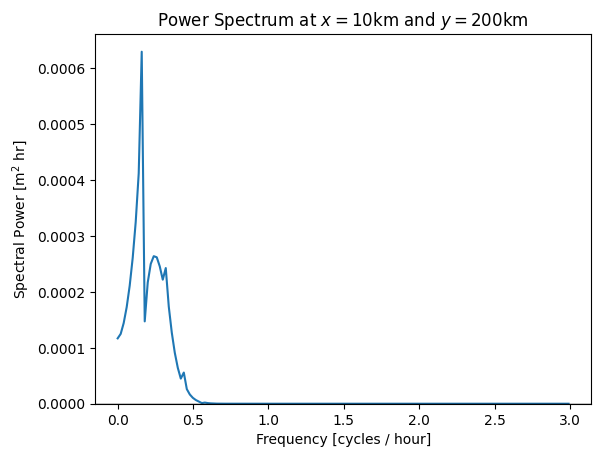 Power Spectrum at x = 10km and y = 200km
Spectral Power [m² hr]
0.0006
0.0005
0.0004
0.0003
0.0002
0.0001
0.0000
0.0 0.5 1.0 1.5 2.0 2.5 3.0
Frequency [cycles / hour]